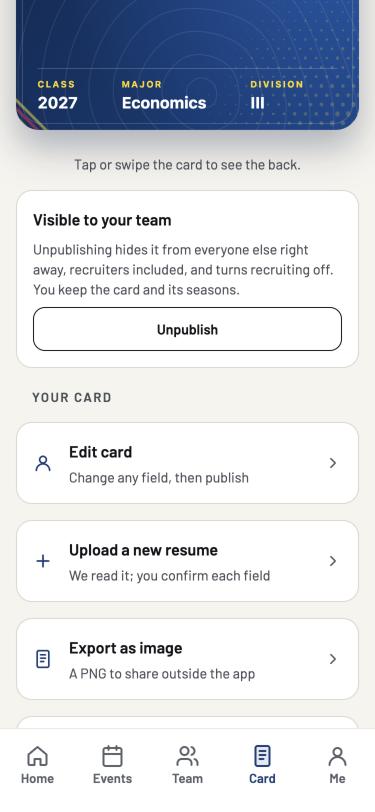 CLASS MAJOR DIVISION
2027 Economics III
Tap or swipe the card to see the back.
Visible to your team
Unpublishing hides it from everyone else right
away, recruiters included, and turns recruiting off.
You keep the card and its seasons.
Unpublish
YOUR CARD
Edit card
Change any field, then publish
Upload a new resume
We read it; you confirm each field
Export as image
A PNG to share outside the app
Home Events Team Card Me